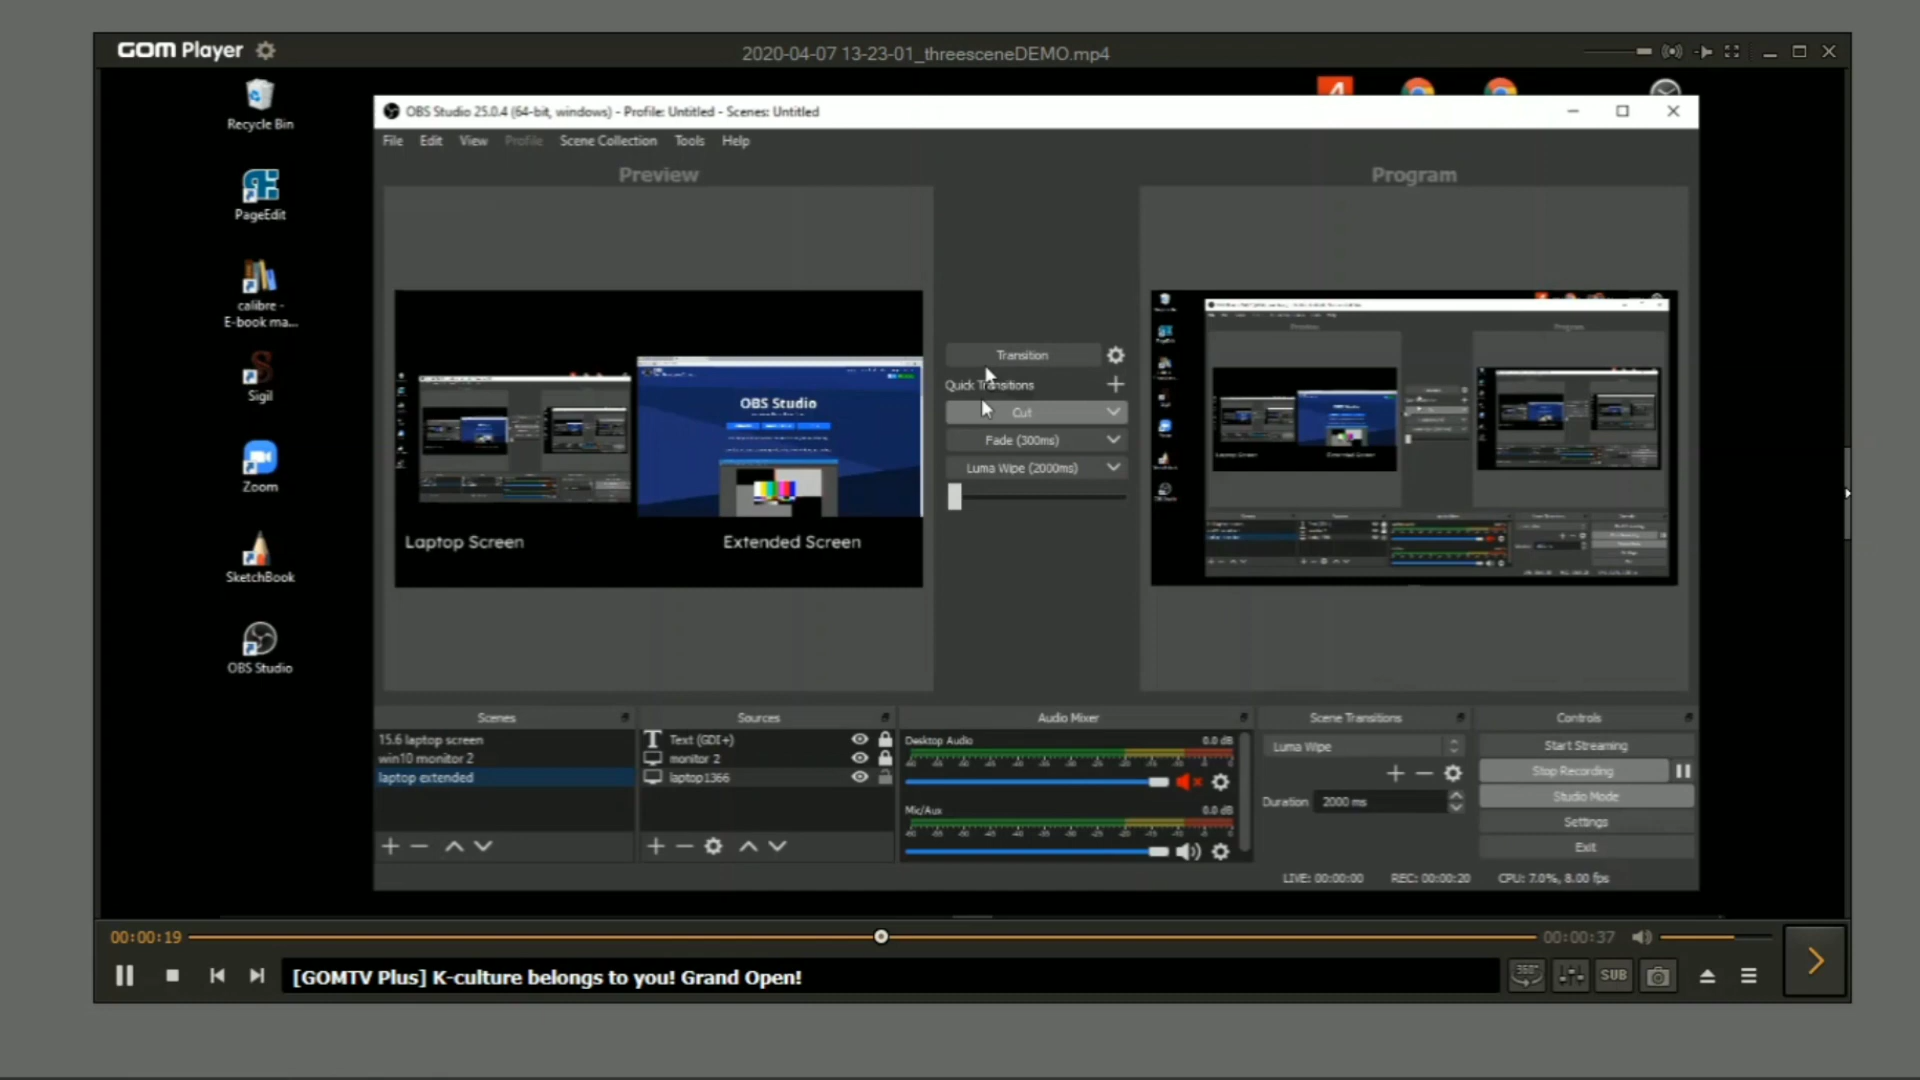 GOM Player
2020-04-07 13-23-01_threesceneDEMO.mp4
Recycle Bin
PageEdit
calibre -
E-book ma...
Sigil
Zoom
SketchBook
OBS Studio
OBS Studio 25.0.4 (64-bit, windows) - Profile: Untitled - Scenes: Untitled
File Edit View Profile Scene Collection Tools Help
Preview
Program
OBS Studio
Laptop Screen
Extended Screen
Transition
Quick Transitions
Cut
Fade (300ms)
Luma Wipe (2000ms)
Scenes
15.6 laptop screen
win10 monitor 2
laptop extended
Sources
Text (GDI+)
monitor 2
laptop1366
Audio Mixer
Desktop Audio 0.0 dB
Mic/Aux 0.0 dB
Scene Transitions
Luma Wipe
Duration 2000 ms
Controls
Start Streaming
Stop Recording
Studio Mode
Settings
Exit
LIVE: 00:00:00 REC: 00:00:20 CPU: 7.0%, 8.00 fps
00:00:19
00:00:37
[GOMTV Plus] K-culture belongs to you! Grand Open!
360°
SUB